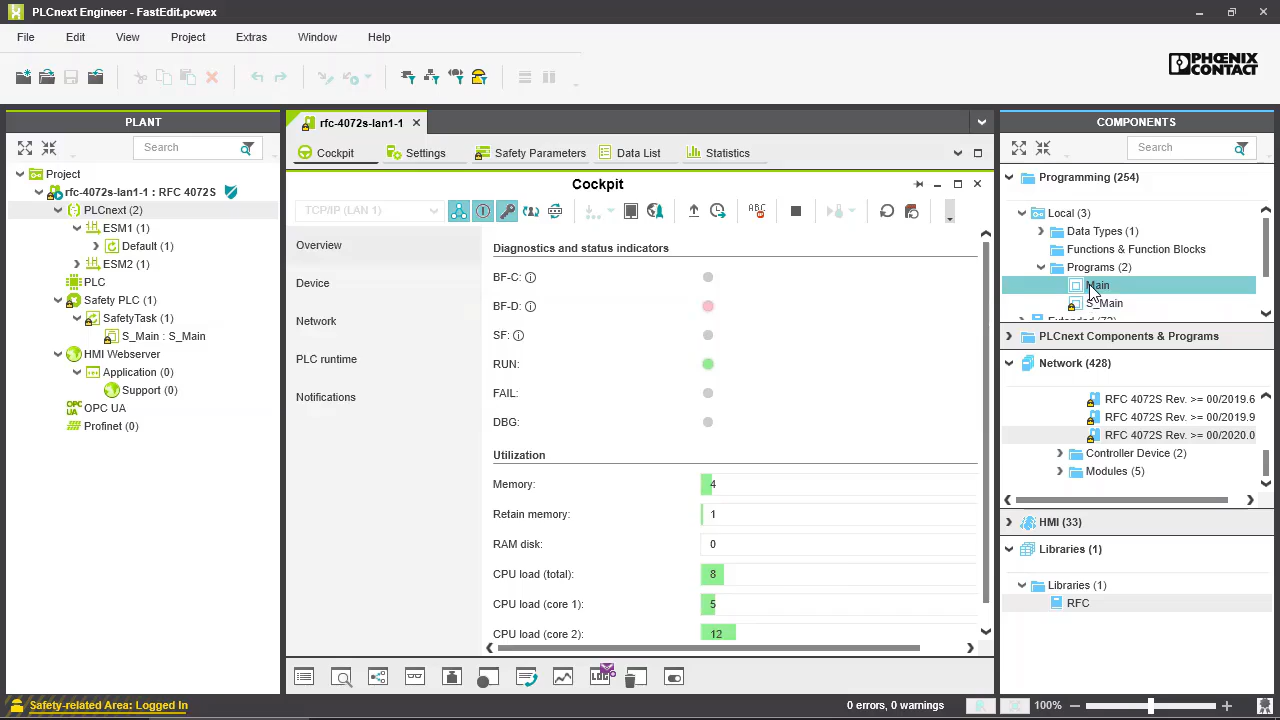 PLCnext Engineer - FastEdit.pcwex
File Edit View Project Extras Window Help
PHOENIX
CONTACT
PLANT
Search
Project
rfc-4072s-lan1-1 : RFC 4072S
PLCnext (2)
ESM1 (1)
Default (1)
ESM2 (1)
PLC
Safety PLC (1)
SafetyTask (1)
S_Main : S_Main
HMI Webserver
Application (0)
Support (0)
OPC UA
OPC UA
Profinet (0)
rfc-4072s-lan1-1
Cockpit Settings Safety Parameters Data List Statistics
Cockpit
TCP/IP (LAN 1)
ABC
Overview
Device
Network
PLC runtime
Notifications
Diagnostics and status indicators
BF-C:
BF-D:
SF:
RUN:
FAIL:
DBG:
Utilization
Memory: 4
Retain memory: 1
RAM disk: 0
CPU load (total): 8
CPU load (core 1): 5
CPU load (core 2): 12
COMPONENTS
Search
Programming (254)
Local (3)
Data Types (1)
Functions & Function Blocks
Programs (2)
Main
S_Main
PLCnext Components & Programs
Network (428)
RFC 4072S Rev. >= 00/2019.6
RFC 4072S Rev. >= 00/2019.9
RFC 4072S Rev. >= 00/2020.0
Controller Device (2)
Modules (5)
HMI (33)
Libraries (1)
Libraries (1)
RFC
Safety-related Area: Logged In
0 errors, 0 warnings
100%